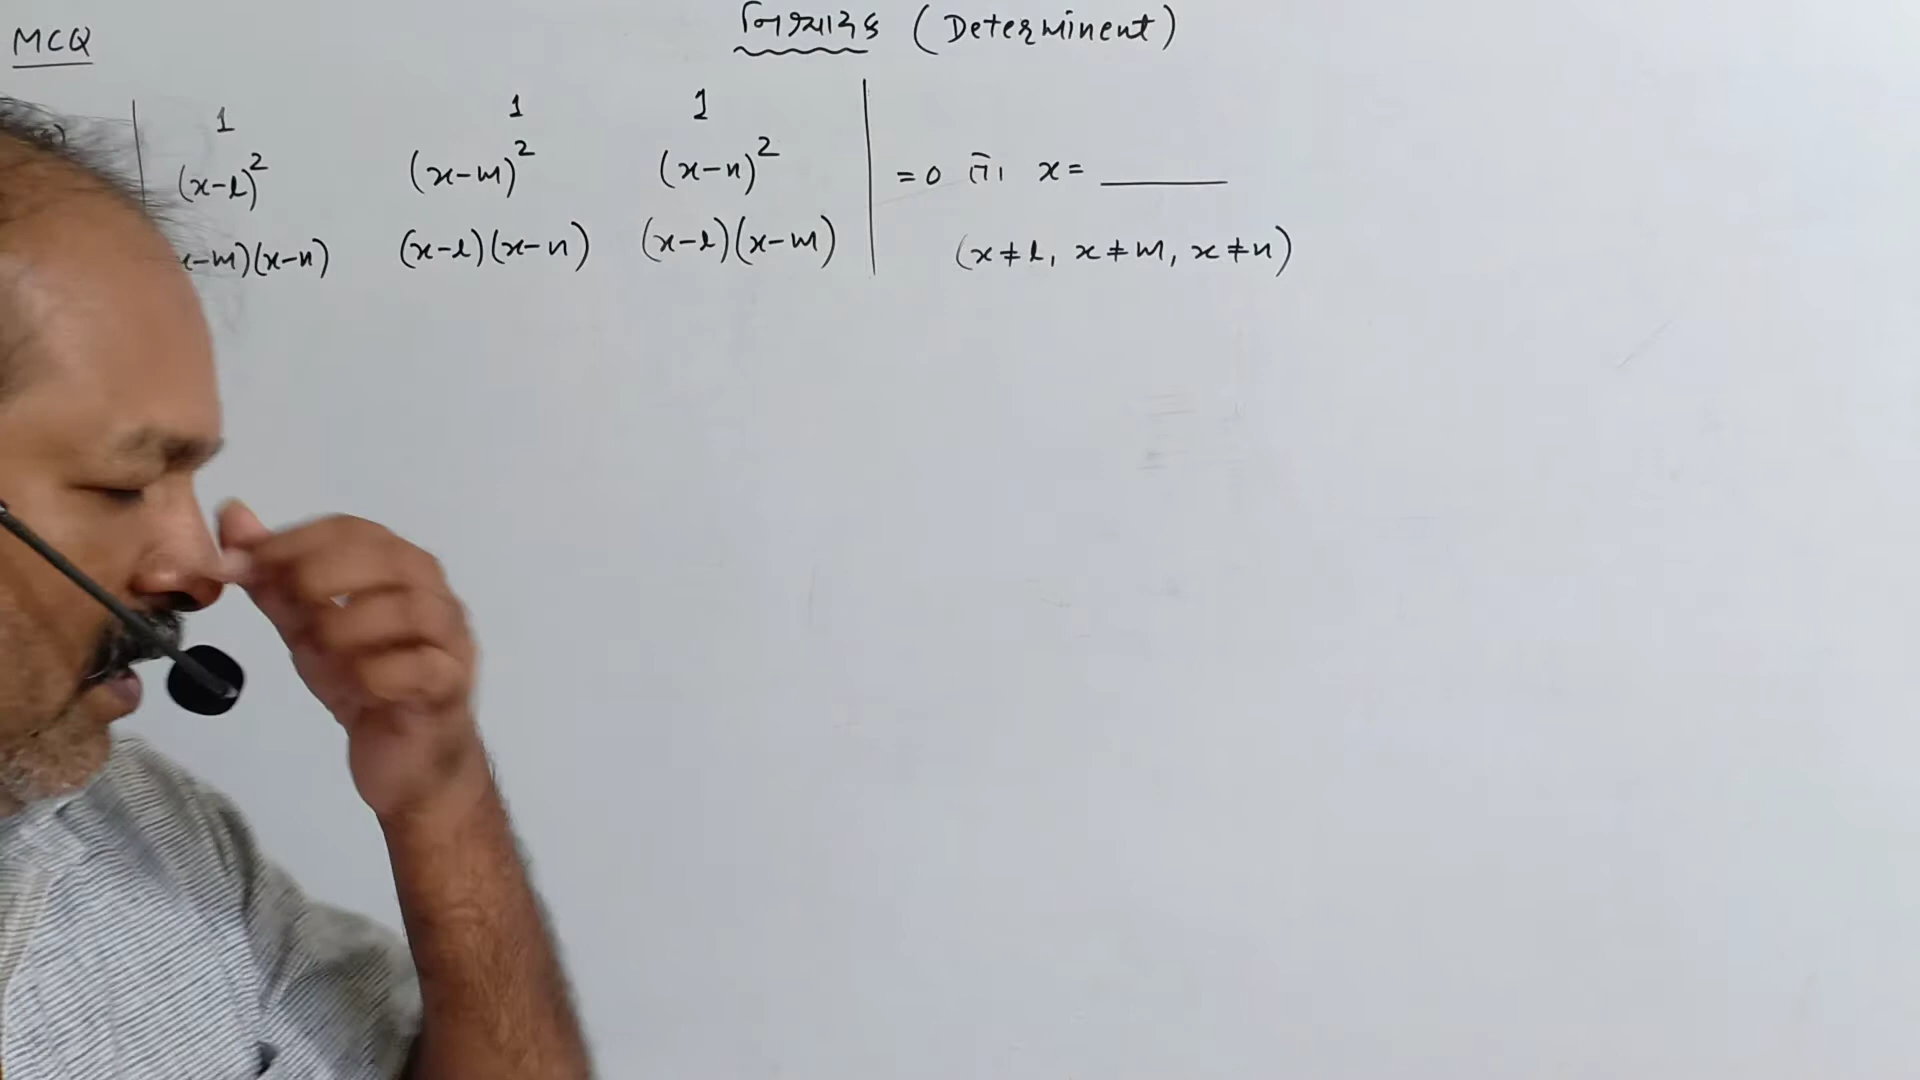 MCQ
નિશ્ચાયક (Determinent)
1 1 1
(x-l)² (x-m)² (x-n)² = 0 તો x = ______
-m)(x-n) (x-l)(x-n) (x-l)(x-m) (x≠l, x≠m, x≠n)